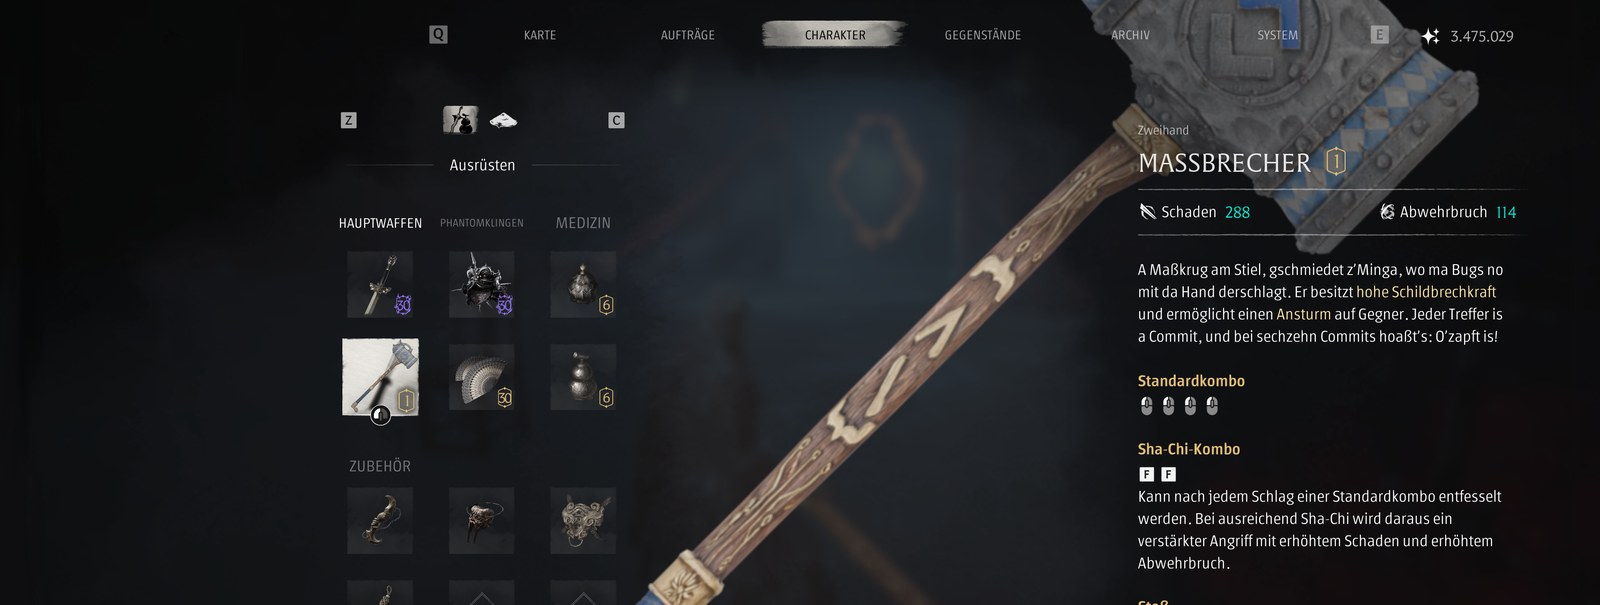 Q
KARTE
AUFTRÄGE
CHARAKTER
GEGENSTÄNDE
ARCHIV
SYSTEM
E
3.475.029
Z
C
Ausrüsten
HAUPTWAFFEN
PHANTOMKLINGEN
MEDIZIN
30
30
6
1
30
6
ZUBEHÖR
Zweihand
MASSBRECHER 1
Schaden 288
Abwehrbruch 114
A Maßkrug am Stiel, gschmiedet z'Minga, wo ma Bugs no
mit da Hand derschlagt. Er besitzt hohe Schildbrechkraft
und ermöglicht einen Ansturm auf Gegner. Jeder Treffer is
a Commit, und bei sechzehn Commits hoaßt's: O'zapft is!
Standardkombo
Sha-Chi-Kombo
F F
Kann nach jedem Schlag einer Standardkombo entfesselt
werden. Bei ausreichend Sha-Chi wird daraus ein
verstärkter Angriff mit erhöhtem Schaden und erhöhtem
Abwehrbruch.